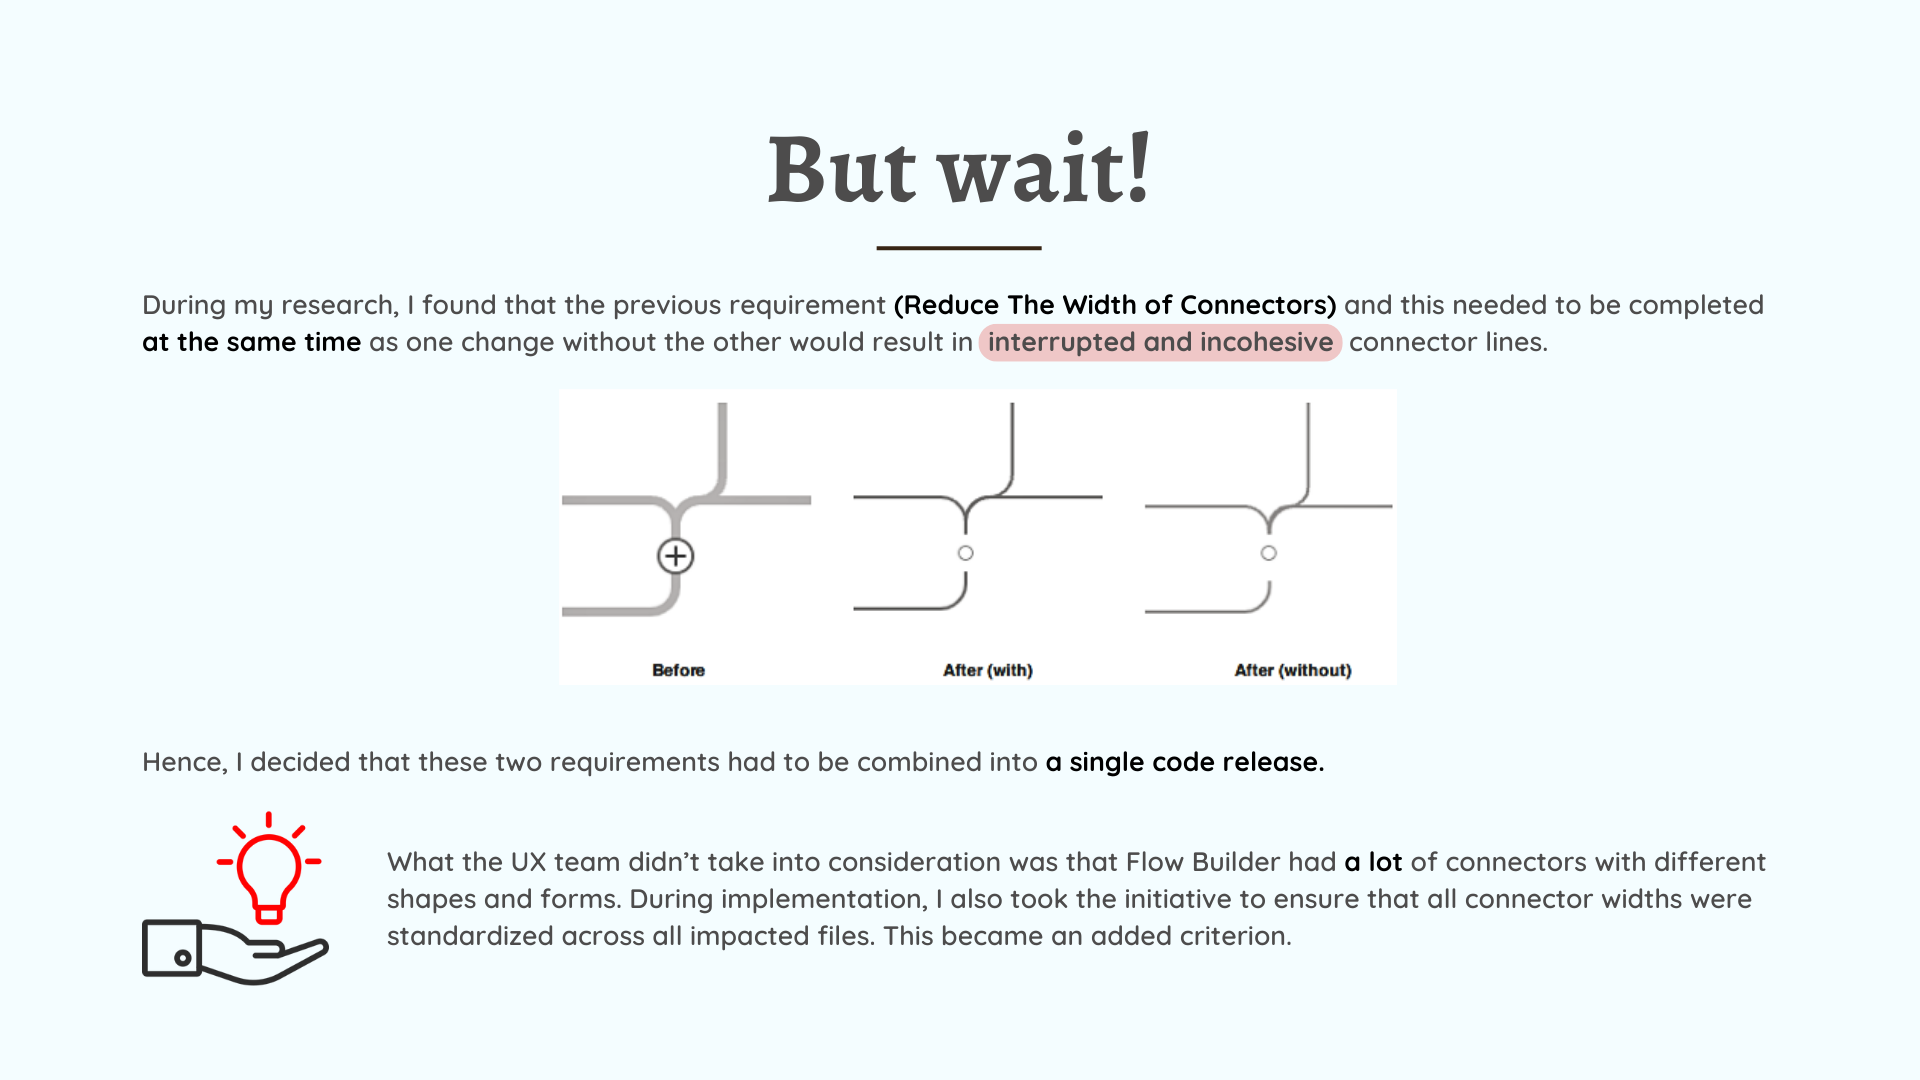 But wait!
During my research, I found that the previous requirement (Reduce The Width of Connectors) and this needed to be completed
at the same time as one change without the other would result in interrupted and incohesive connector lines.
Before
After (with)
After (without)
Hence, I decided that these two requirements had to be combined into a single code release.
What the UX team didn’t take into consideration was that Flow Builder had a lot of connectors with different
shapes and forms. During implementation, I also took the initiative to ensure that all connector widths were
standardized across all impacted files. This became an added criterion.